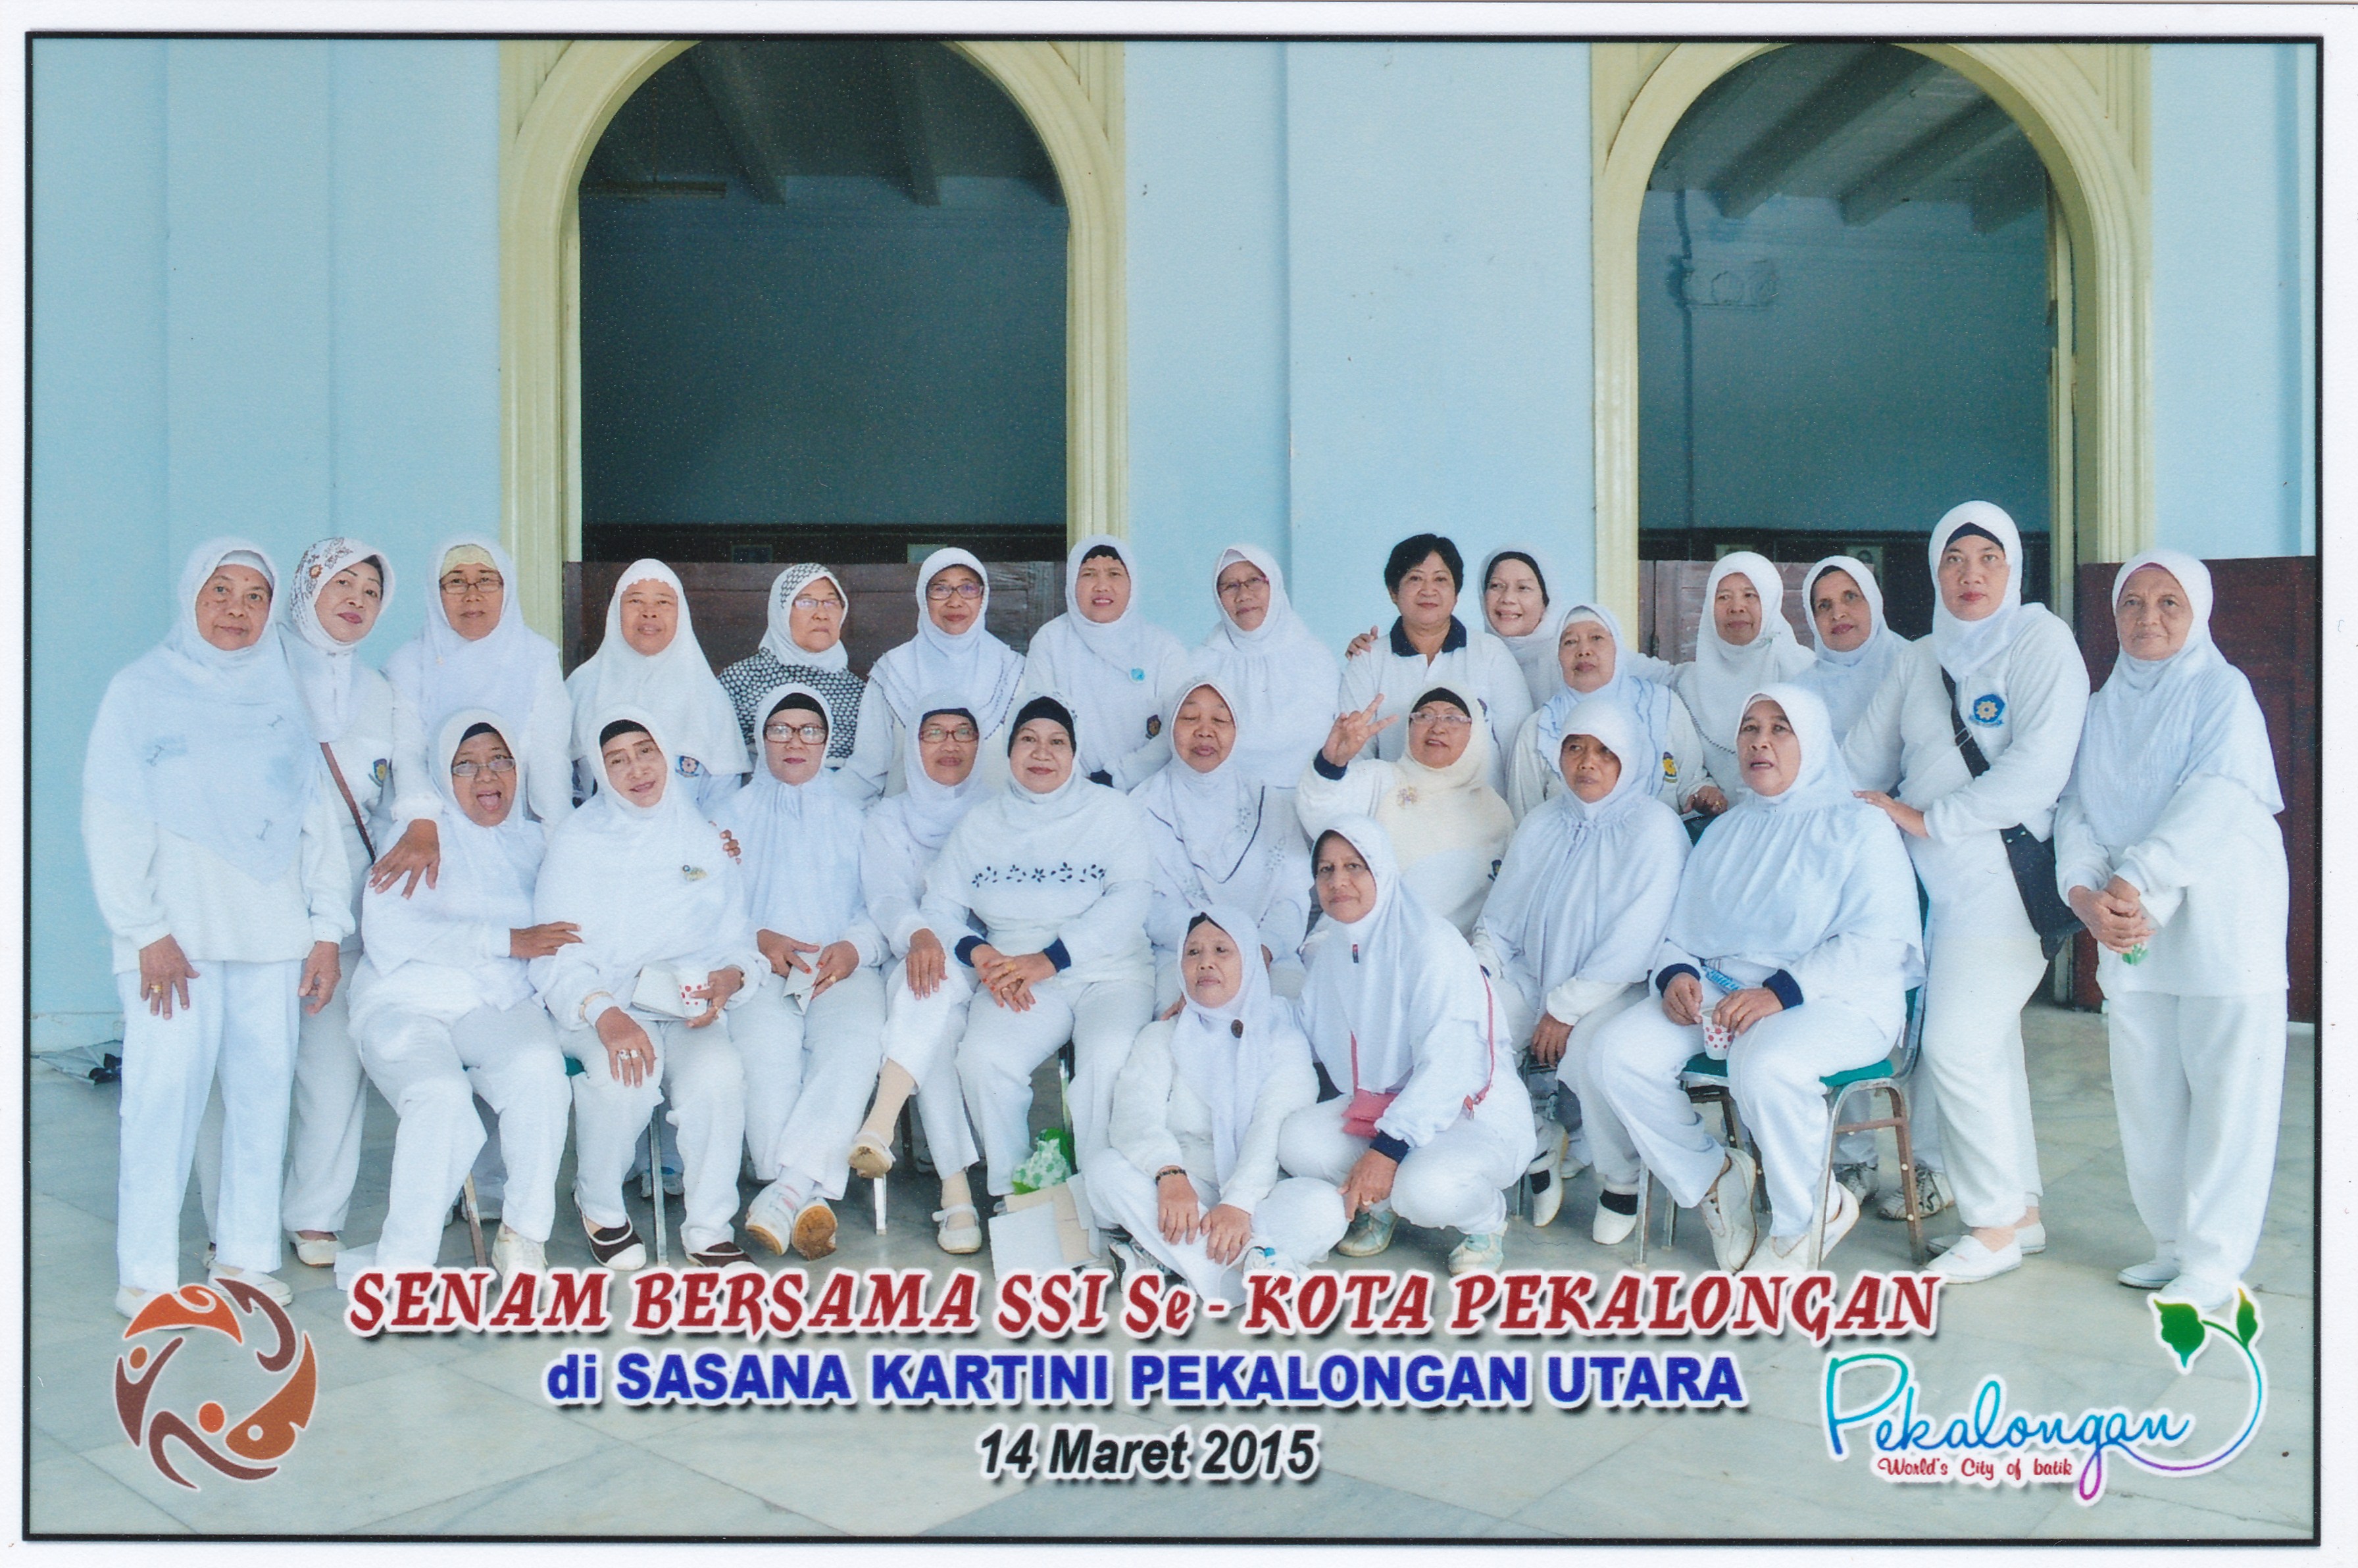 SENAM BERSAMA SSI Se - KOTA PEKALONGAN
di SASANA KARTINI PEKALONGAN UTARA
14 Maret 2015
Pekalongan
World's City of batik